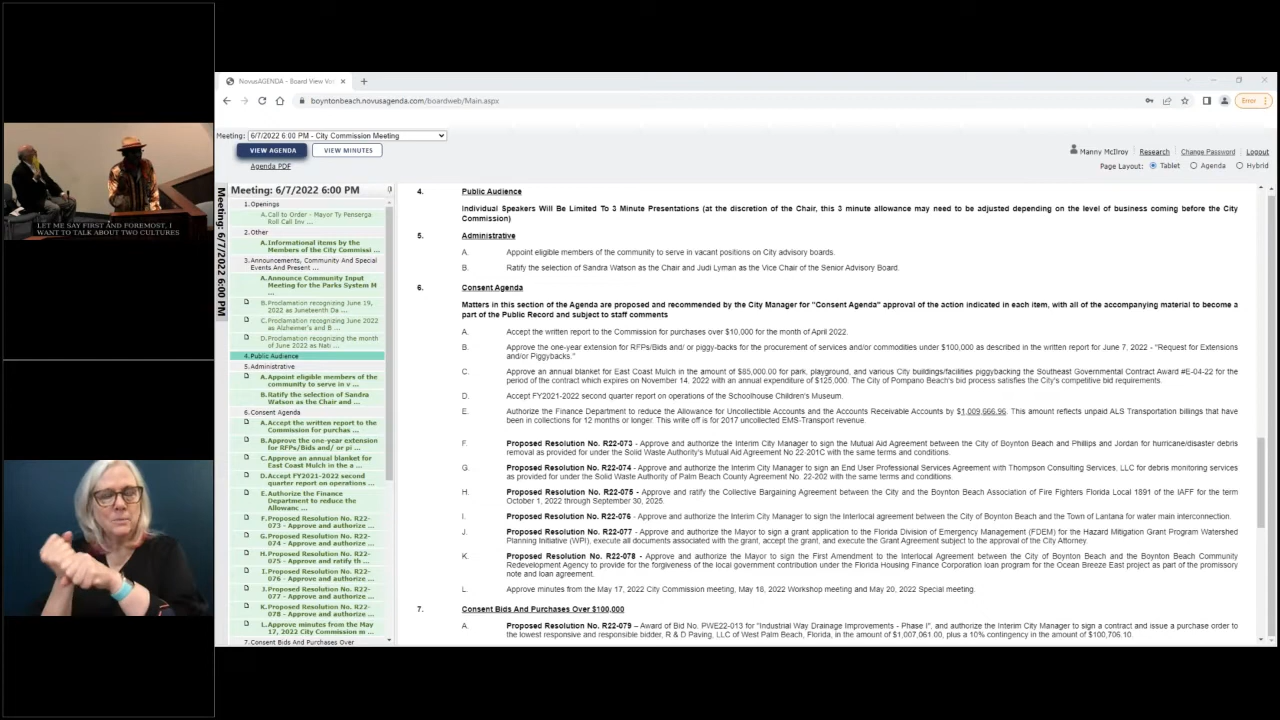 NovusAGENDA - Board View Ve
boyntonbeach.novusagenda.com/boardweb/Main.aspx
Error
Meeting: 6/7/2022 6:00 PM - City Commission Meeting
VIEW AGENDA
VIEW MINUTES
Agenda PDF
Manny McIlroy
Research
Change Password
Logout
Page Layout: Tablet Agenda Hybrid
LET ME SAY FIRST AND FOREMOST, I
WANT TO TALK ABOUT TWO CULTURES
Meeting: 6/7/2022 6:00 PM
Meeting: 6/7/2022 6:00 PM
1.Openings
A.Call to Order - Mayor Ty Penserga
Roll Call Inv ...
2.Other
A.Informational items by the
Members of the City Commissi ...
3.Announcements, Community And Special
Events And Present ...
A.Announce Community Input
Meeting for the Parks System M
...
B.Proclamation recognizing June 19,
2022 as Juneteenth Da ...
C.Proclamation recognizing June 2022
as Alzheimer's and B ...
D.Proclamation recognizing the month
of June 2022 as Nati ...
4.Public Audience
5.Administrative
A.Appoint eligible members of the
community to serve in v ...
B.Ratify the selection of Sandra
Watson as the Chair and ...
6.Consent Agenda
A.Accept the written report to the
Commission for purchas ...
B.Approve the one-year extension
for RFPs/Bids and/ or pi ...
C.Approve an annual blanket for
East Coast Mulch in the a ...
D.Accept FY2021-2022 second
quarter report on operations ...
E.Authorize the Finance
Department to reduce the
Allowanc ...
F.Proposed Resolution No. R22-
073 - Approve and authorize ...
G.Proposed Resolution No. R22-
074 - Approve and authorize ...
H.Proposed Resolution No. R22-
075 - Approve and ratify th ...
I.Proposed Resolution No. R22-
076 - Approve and authorize ...
J.Proposed Resolution No. R22-
077 - Approve and authorize ...
K.Proposed Resolution No. R22-
078 - Approve and authorize ...
L.Approve minutes from the May
17, 2022 City Commission m ...
7.Consent Bids And Purchases Over
4. Public Audience
Individual Speakers Will Be Limited To 3 Minute Presentations (at the discretion of the Chair, this 3 minute allowance may need to be adjusted depending on the level of business coming before the City
Commission)
5. Administrative
A. Appoint eligible members of the community to serve in vacant positions on City advisory boards.
B. Ratify the selection of Sandra Watson as the Chair and Judi Lyman as the Vice Chair of the Senior Advisory Board.
6. Consent Agenda
Matters in this section of the Agenda are proposed and recommended by the City Manager for "Consent Agenda" approval of the action indicated in each item, with all of the accompanying material to become a
part of the Public Record and subject to staff comments
A. Accept the written report to the Commission for purchases over $10,000 for the month of April 2022.
B. Approve the one-year extension for RFPs/Bids and/ or piggy-backs for the procurement of services and/or commodities under $100,000 as described in the written report for June 7, 2022 - "Request for Extensions
and/or Piggybacks."
C. Approve an annual blanket for East Coast Mulch in the amount of $85,000 for park, playground, and various City buildings/facilities piggybacking the Southeast Governmental Contract Award #E-04-22 for the
period of the contract which expires on November 14, 2022 with an annual expenditure of $125,000. The City of Pompano Beach's bid process satisfies the City's competitive bid requirements.
D. Accept FY2021-2022 second quarter report on operations of the Schoolhouse Children's Museum.
E. Authorize the Finance Department to reduce the Allowance for Uncollectible Accounts and the Accounts Receivable Accounts by $1,009,666.96. This amount reflects unpaid ALS Transportation billings that have
been in collections for 12 months or longer. This write off is for 2017 uncollected EMS-Transport revenue.
F. Proposed Resolution No. R22-073 - Approve and authorize the Interim City Manager to sign the Mutual Aid Agreement between the City of Boynton Beach and Phillips and Jordan for hurricane/disaster debris
removal as provided for under the Solid Waste Authority's Mutual Aid Agreement No 22-201C with the same terms and conditions.
G. Proposed Resolution No. R22-074 - Approve and authorize the Interim City Manager to sign an End User Professional Services Agreement with Thompson Consulting Services, LLC for debris monitoring services
as provided for under the Solid Waste Authority of Palm Beach County Agreement No. 22-202 with the same terms and conditions.
H. Proposed Resolution No. R22-075 - Approve and ratify the Collective Bargaining Agreement between the City and the Boynton Beach Association of Fire Fighters Florida Local 1891 of the IAFF for the term
October 1, 2022 through September 30, 2025.
I. Proposed Resolution No. R22-076 - Approve and authorize the Interim City Manager to sign the Interlocal agreement between the City of Boynton Beach and the Town of Lantana for water main interconnection.
J. Proposed Resolution No. R22-077 - Approve and authorize the Mayor to sign a grant application to the Florida Division of Emergency Management (FDEM) for the Hazard Mitigation Grant Program Watershed
Planning Initiative (WPI), execute all documents associated with the grant, accept the grant, and execute the Grant Agreement subject to the approval of the City Attorney.
K. Proposed Resolution No. R22-078 - Approve and authorize the Mayor to sign the First Amendment to the Interlocal Agreement between the City of Boynton Beach and the Boynton Beach Community
Redevelopment Agency to provide for the forgiveness of the local government contribution under the Florida Housing Finance Corporation loan program for the Ocean Breeze East project as part of the promissory
note and loan agreement.
L. Approve minutes from the May 17, 2022 City Commission meeting, May 18, 2022 Workshop meeting and May 20, 2022 Special meeting.
7. Consent Bids And Purchases Over $100,000
A. Proposed Resolution No. R22-079 – Award of Bid No. PWE22-013 for "Industrial Way Drainage Improvements - Phase I", and authorize the Interim City Manager to sign a contract and issue a purchase order to
the lowest responsive and responsible bidder, R & D Paving, LLC of West Palm Beach, Florida, in the amount of $1,007,061.00, plus a 10% contingency in the amount of $100,706.10.